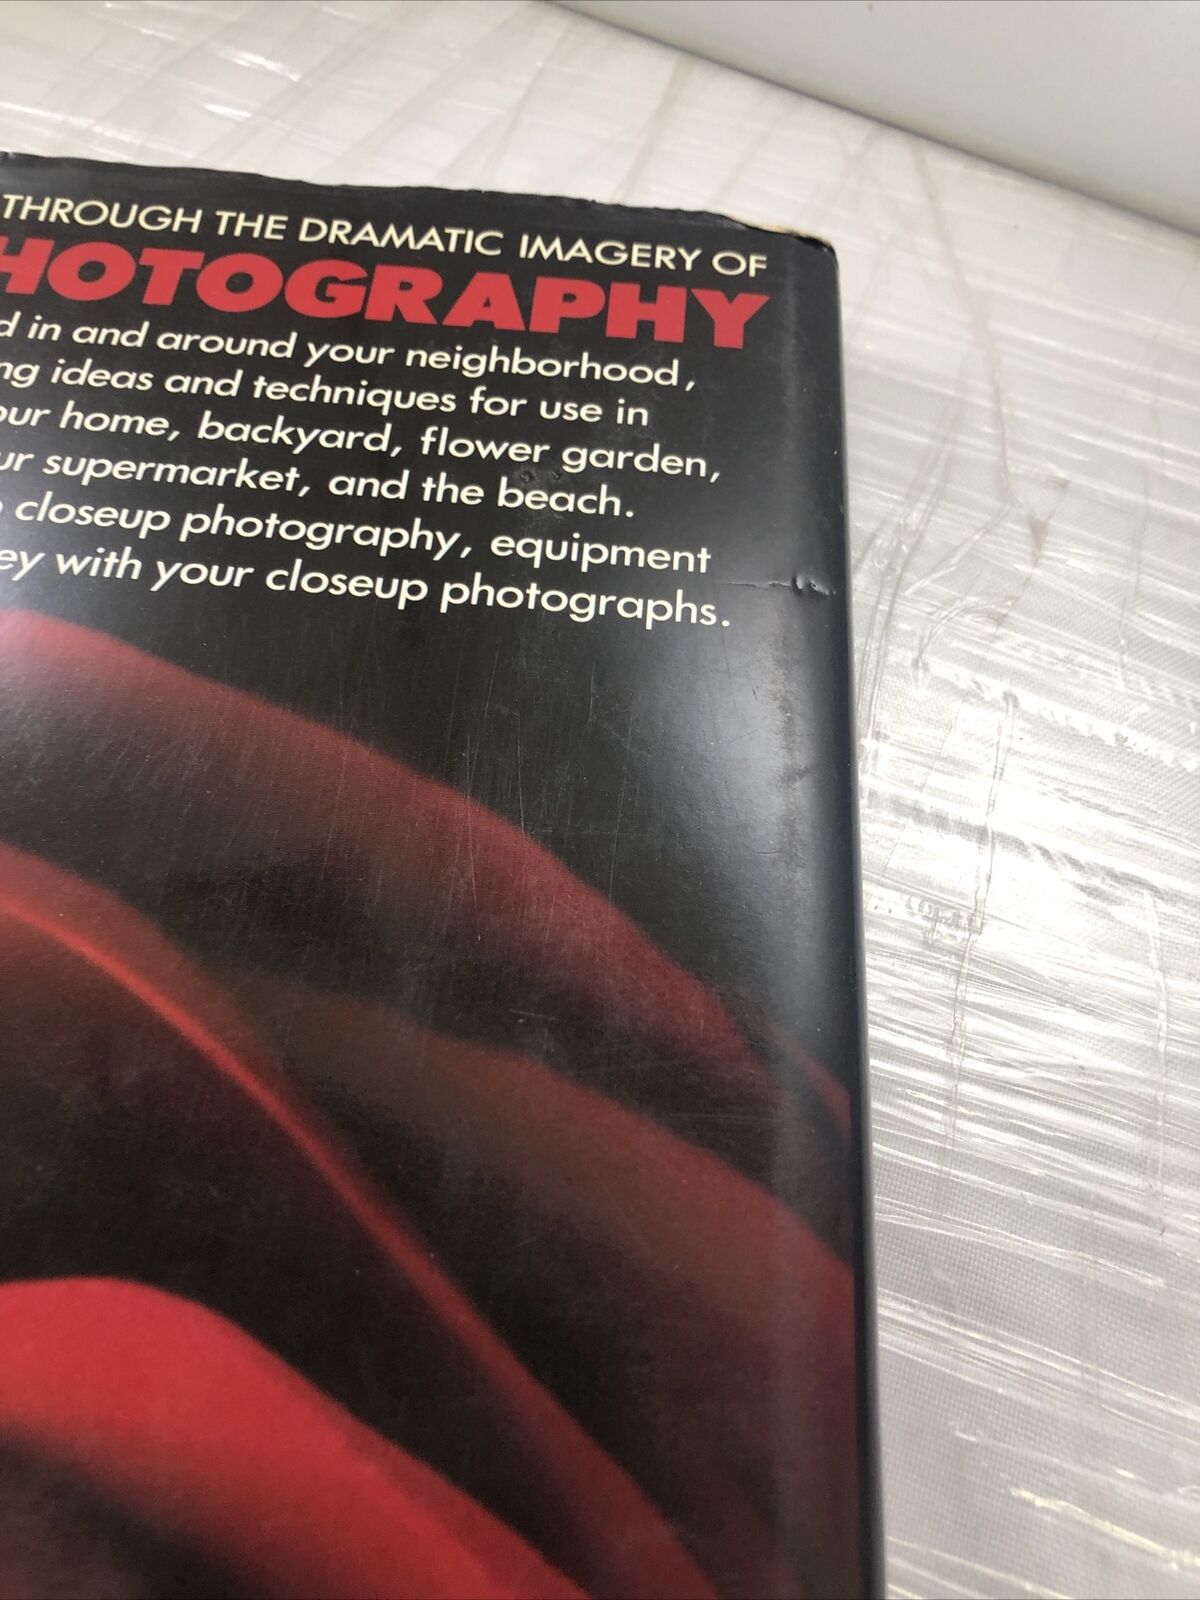 THROUGH THE DRAMATIC IMAGERY OF
HOTOGRAPHY
d in and around your neighborhood,
ng ideas and techniques for use in
our home, backyard, flower garden,
ur supermarket, and the beach.
closeup photography, equipment
ey with your closeup photographs.